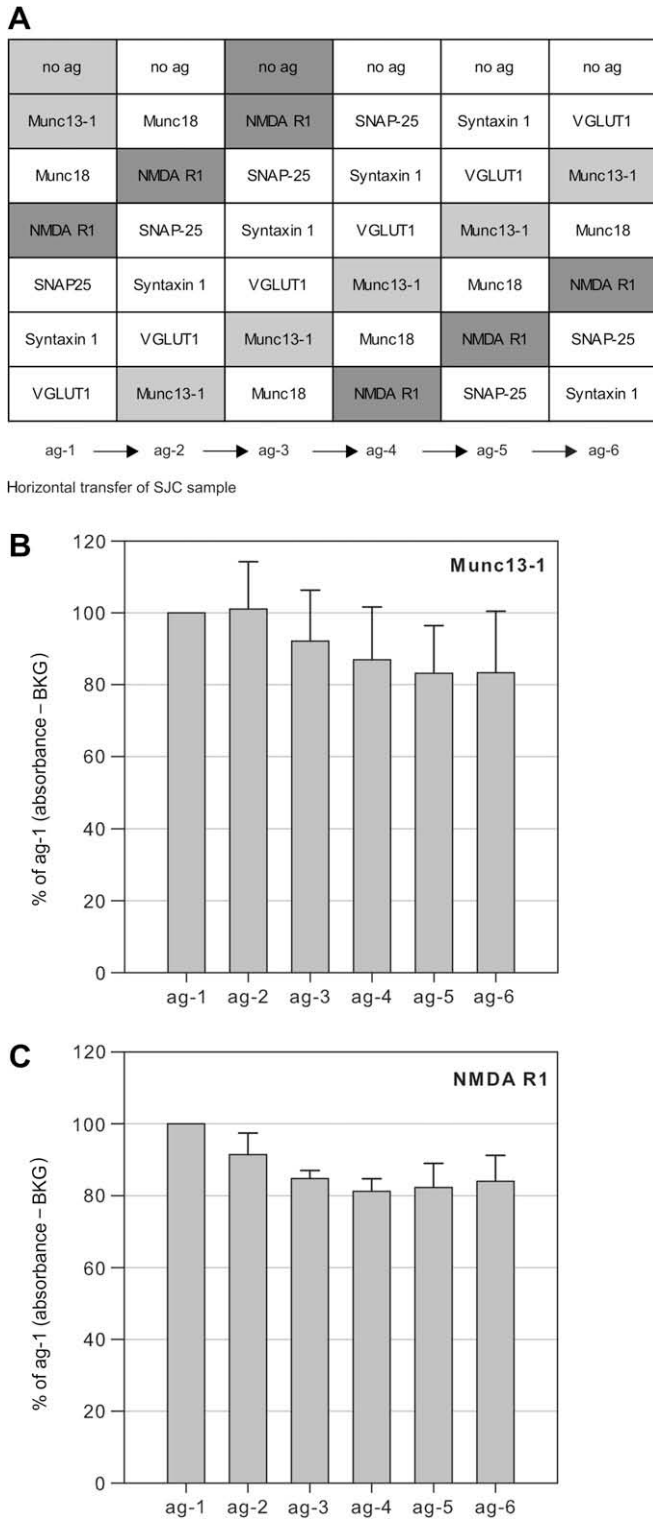 A
no ag no ag no ag no ag no ag no ag
Munc13-1 Munc18 NMDA R1 SNAP-25 Syntaxin 1 VGLUT1
Munc18 NMDA R1 SNAP-25 Syntaxin 1 VGLUT1 Munc13-1
NMDA R1 SNAP-25 Syntaxin 1 VGLUT1 Munc13-1 Munc18
SNAP25 Syntaxin 1 VGLUT1 Munc13-1 Munc18 NMDA R1
Syntaxin 1 VGLUT1 Munc13-1 Munc18 NMDA R1 SNAP-25
VGLUT1 Munc13-1 Munc18 NMDA R1 SNAP-25 Syntaxin 1
ag-1 ag-2 ag-3 ag-4 ag-5 ag-6
Horizontal transfer of SJC sample
B
Munc13-1
% of ag-1 (absorbance – BKG)
120
100
80
60
40
20
0
ag-1 ag-2 ag-3 ag-4 ag-5 ag-6
C
NMDA R1
% of ag-1 (absorbance – BKG)
120
100
80
60
40
20
0
ag-1 ag-2 ag-3 ag-4 ag-5 ag-6